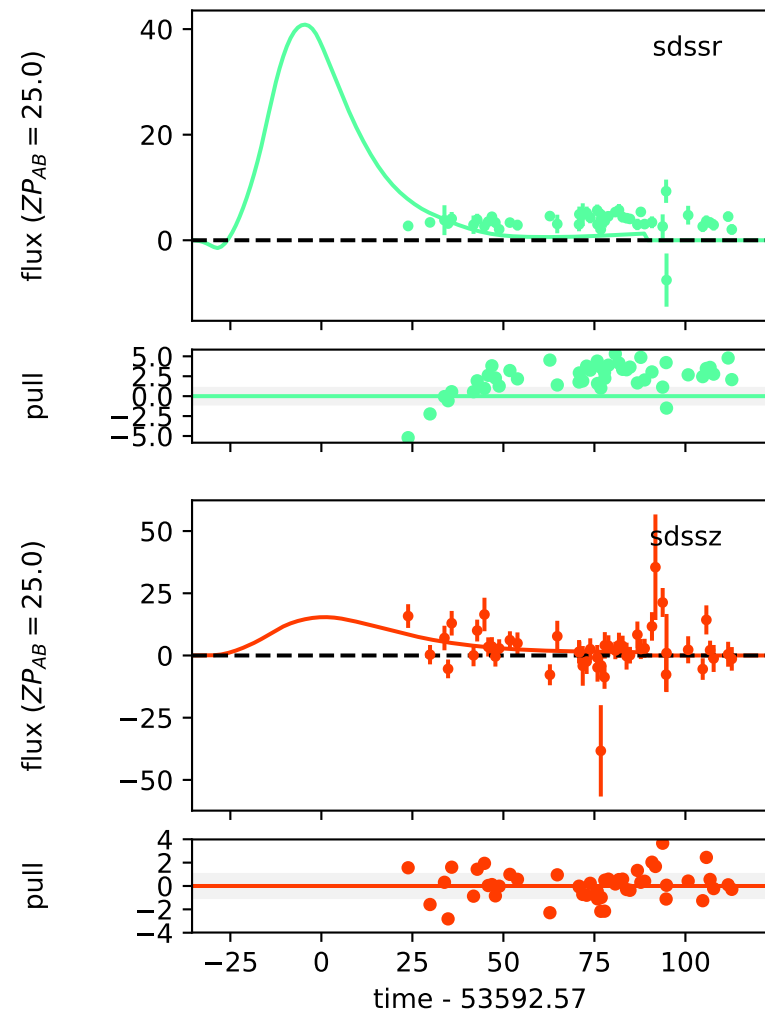 sdssr
flux (ZP_AB = 25.0)
40
20
0
pull
5.0
2.5
0.0
−2.5
−5.0
sdssz
flux (ZP_AB = 25.0)
50
25
0
−25
−50
pull
4
2
0
−2
−4
−25 0 25 50 75 100
time - 53592.57